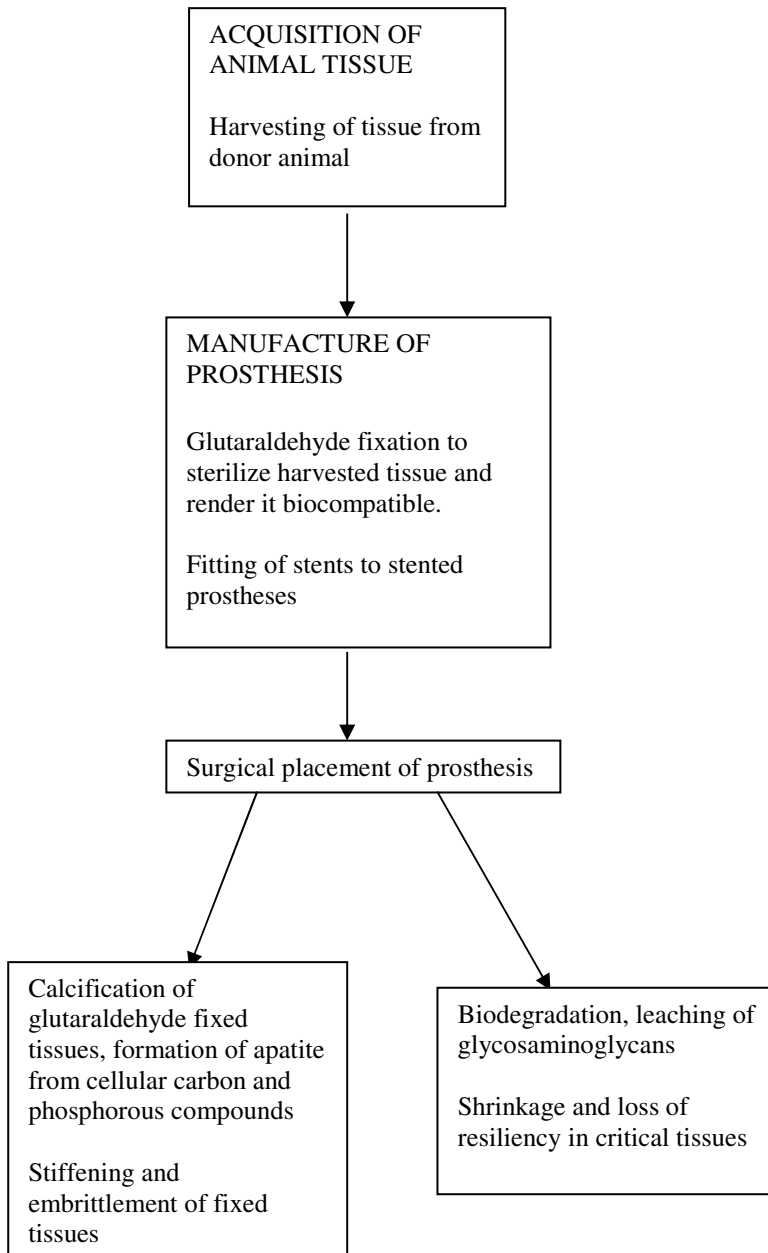 ACQUISITION OF
ANIMAL TISSUE
Harvesting of tissue from
donor animal
MANUFACTURE OF
PROSTHESIS
Glutaraldehyde fixation to
sterilize harvested tissue and
render it biocompatible.
Fitting of stents to stented
prostheses
Surgical placement of prosthesis
Calcification of
glutaraldehyde fixed
tissues, formation of apatite
from cellular carbon and
phosphorous compounds
Stiffening and
embrittlement of fixed
tissues
Biodegradation, leaching of
glycosaminoglycans
Shrinkage and loss of
resiliency in critical tissues